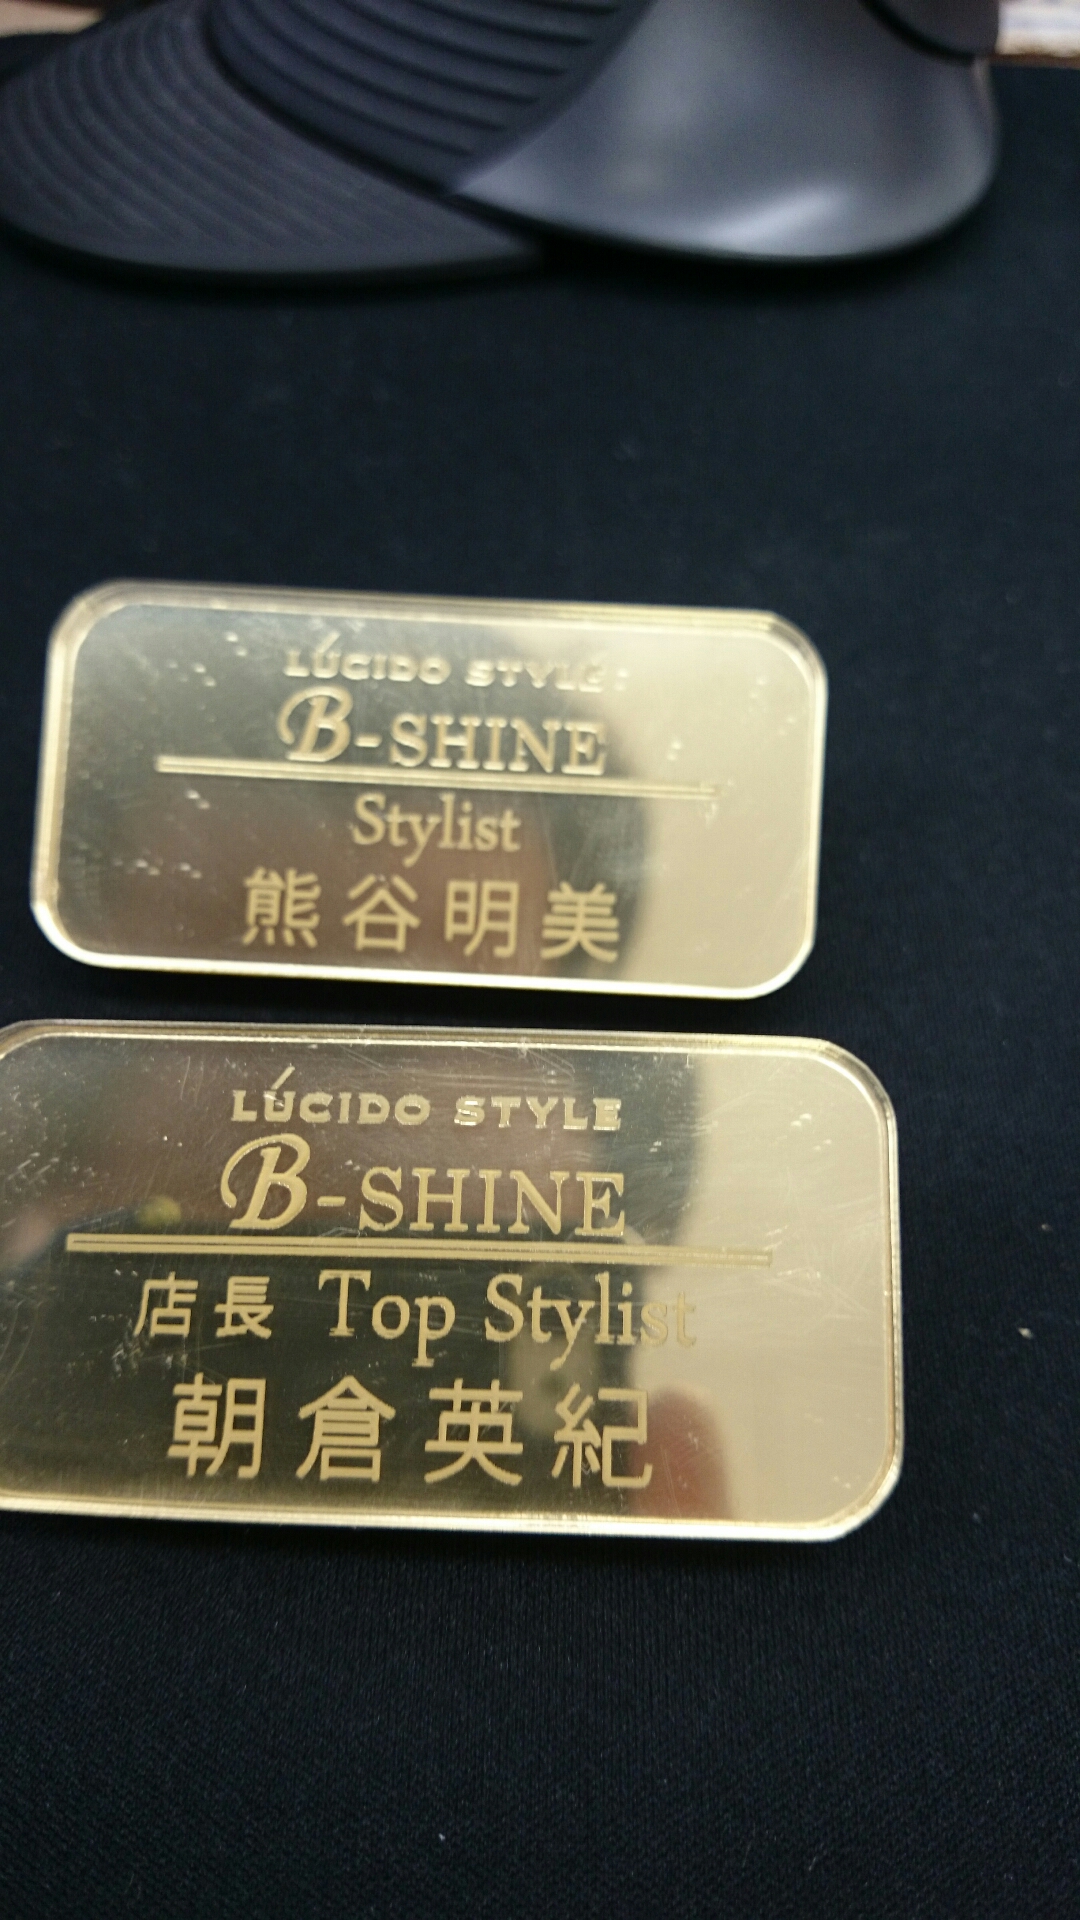 LÚCIDO STYLE
B-SHINE
Stylist
熊谷明美
LÚCIDO STYLE
B-SHINE
店長 Top Stylist
朝倉英紀